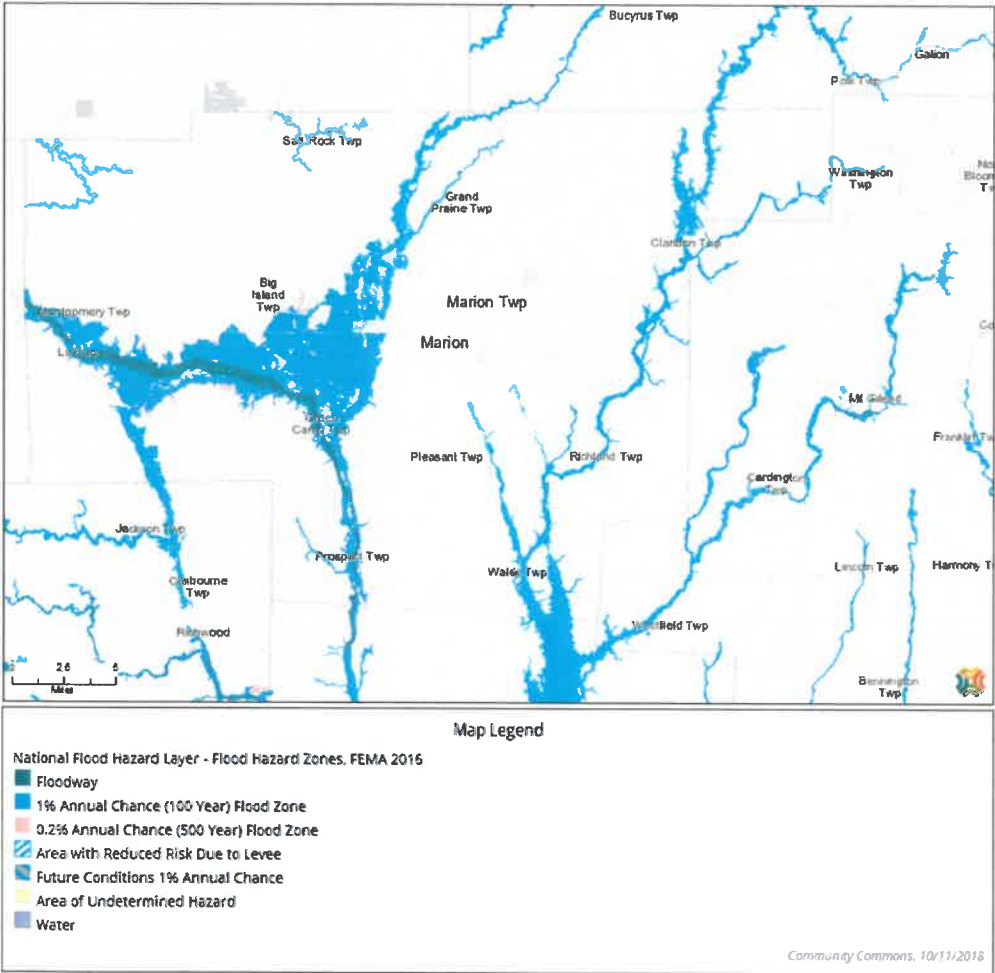 Bucyrus Twp
Galion
Polk Twp
Salt Rock Twp
Washington
Twp
Grand
Prairie Twp
Claridon Twp
Big
Island
Twp
Marion Twp
Montgomery Twp
Marion
Mt Gilead
Green
Camp Twp
Pleasant Twp
Richland Twp
Franklin Tw
Cardington
Twp
Jackson Twp
Prospect Twp
Waldo Twp
Lincoln Twp
Harmony T
Claibourne
Twp
Westfield Twp
Richwood
2.5
Miles
Bennington
Twp
Map Legend
National Flood Hazard Layer - Flood Hazard Zones, FEMA 2016
Floodway
1% Annual Chance (100 Year) Flood Zone
0.2% Annual Chance (500 Year) Flood Zone
Area with Reduced Risk Due to Levee
Future Conditions 1% Annual Chance
Area of Undetermined Hazard
Water
Community Commons, 10/11/2018